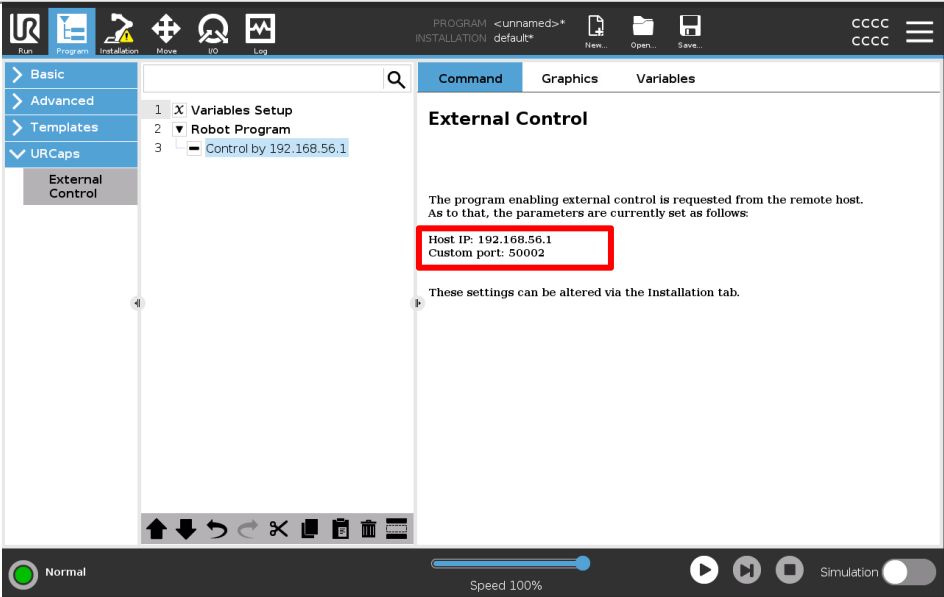 PROGRAM <unnamed>*
INSTALLATION default*
CCCC
CCCC
Run
Program
Installation
Move
I/O
Log
New...
Open...
Save...
Basic
Advanced
Templates
URCaps
External
Control
1 X Variables Setup
2 Robot Program
3 Control by 192.168.56.1
Command Graphics Variables
External Control
The program enabling external control is requested from the remote host.
As to that, the parameters are currently set as follows:
Host IP: 192.168.56.1
Custom port: 50002
These settings can be altered via the Installation tab.
Normal
Speed 100%
Simulation